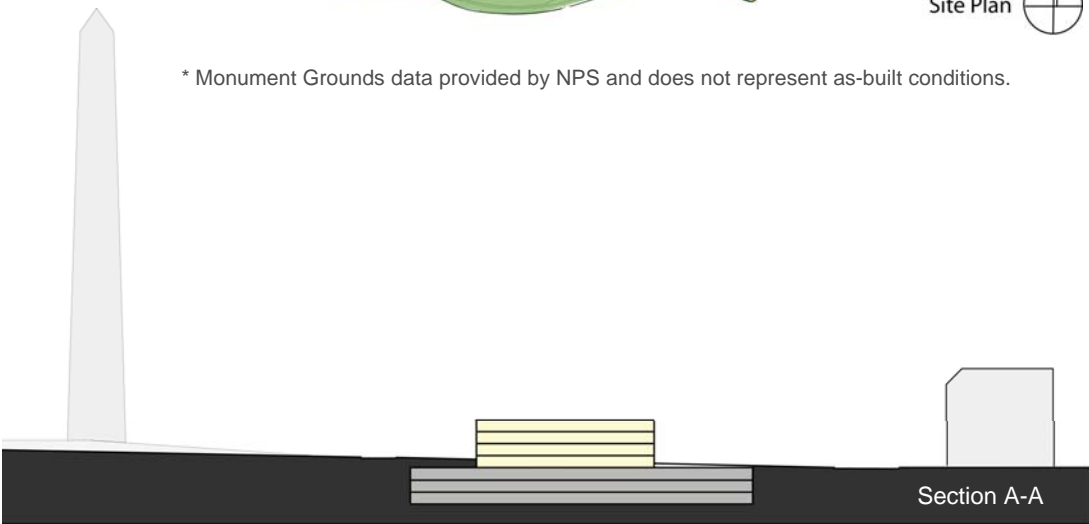 Site Plan
* Monument Grounds data provided by NPS and does not represent as-built conditions.
Section A-A